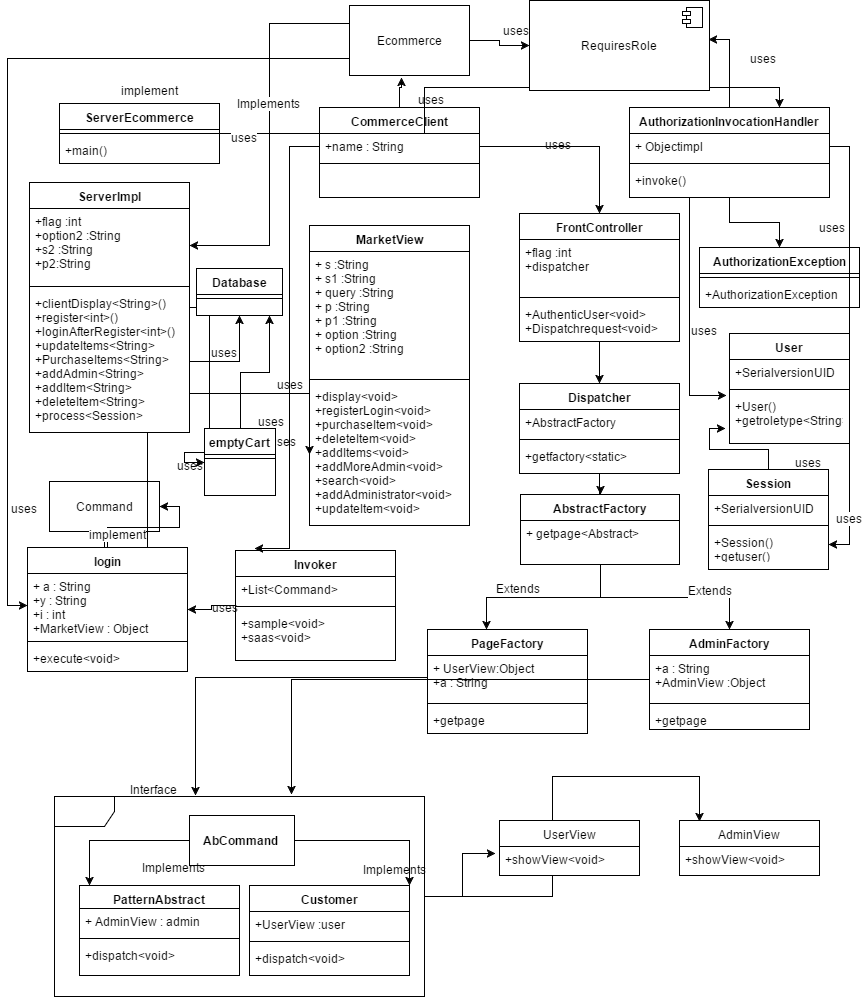 Ecommerce
uses
RequiresRole
uses
implement
Implements
uses
ServerEcommerce
+main()
uses
CommerceClient
+name : String
uses
AuthorizationInvocationHandler
+ Objectimpl
+invoke()
ServerImpl
+flag :int
+option2 :String
+s2 :String
+p2:String
+clientDisplay<String>()
+register<int>()
+loginAfterRegister<int>()
+updateItems<String>
+PurchaseItems<String>
+addAdmin<String>
+addItem<String>
+deleteItem<String>
+process<Session>
Database
uses
MarketView
+ s :String
+ s1 :String
+ query :String
+ p :String
+ p1 :String
+ option :String
+ option2 :String
+display<void>
+registerLogin<void>
+purchaseItem<void>
+deleteItem<void>
+addItems<void>
+addMoreAdmin<void>
+search<void>
+addAdministrator<void>
+updateItem<void>
FrontController
+flag :int
+dispatcher
+AuthenticUser<void>
+Dispatchrequest<void>
uses
AuthorizationException
+AuthorizationException
uses
User
+SerialversionUID
+User()
+getroletype<String
uses
uses
emptyCart
ses
uses
Dispatcher
+AbstractFactory
+getfactory<static>
uses
Session
+SerialversionUID
+Session()
+getuser()
uses
uses
Command
implement
AbstractFactory
+ getpage<Abstract>
login
+ a : String
+y : String
+i : int
+MarketView : Object
+execute<void>
uses
Invoker
+List<Command>
+sample<void>
+saas<void>
Extends
Extends
PageFactory
+ UserView:Object
+a : String
+getpage
AdminFactory
+a : String
+AdminView :Object
+getpage
Interface
AbCommand
Implements
Implements
PatternAbstract
+ AdminView : admin
+dispatch<void>
Customer
+UserView :user
+dispatch<void>
UserView
+showView<void>
AdminView
+showView<void>